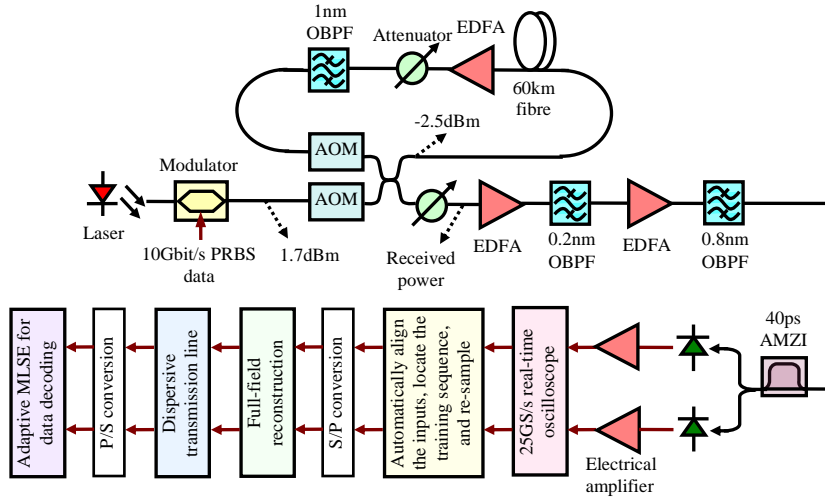 1nm
OBPF
Attenuator
EDFA
60km
fibre
-2.5dBm
AOM
Modulator
AOM
Laser
10Gbit/s PRBS
data
1.7dBm
Received
power
EDFA
0.2nm
OBPF
EDFA
0.8nm
OBPF
40ps
AMZI
Electrical
amplifier
25GS/s real-time
oscilloscope
Automatically align
the inputs, locate the
training sequence,
and re-sample
S/P conversion
Full-field
reconstruction
Dispersive
transmission line
P/S conversion
Adaptive MLSE for
data decoding